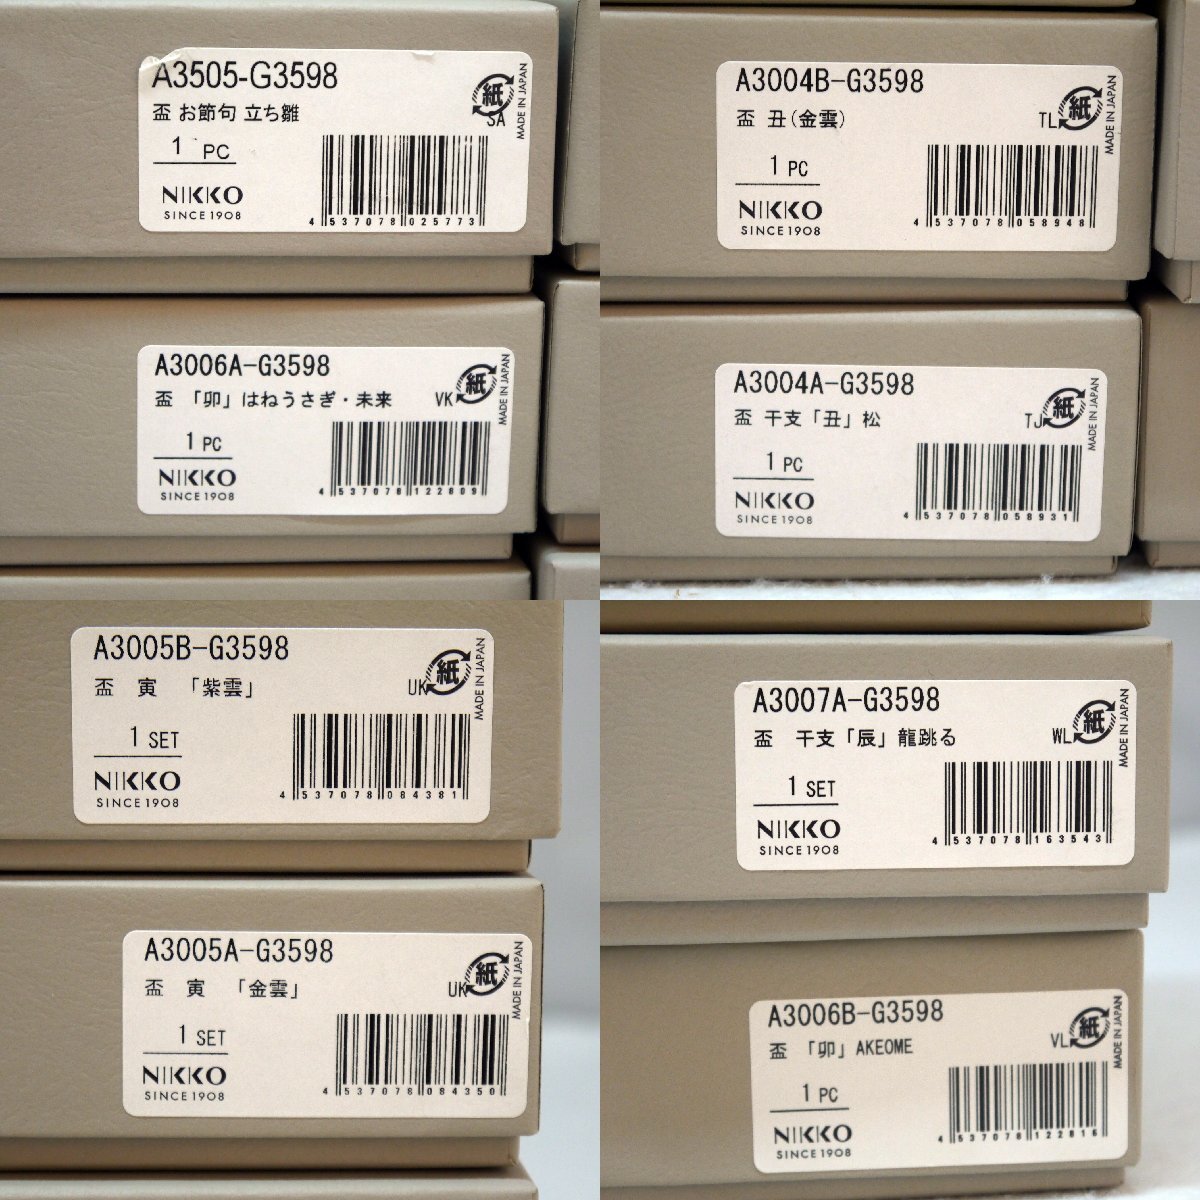 A3505-G3598
盃 お節句 立ち雛
1 PC
NIKKO
SINCE 1908
紙
SA
MADE IN JAPAN
4 537078 025773
A3006A-G3598
盃 「卯」はねうさぎ・未来
1 PC
NIKKO
SINCE 1908
VK
紙
MADE IN JAPAN
4 537078 122809
A3004B-G3598
盃 丑(金雲)
1 PC
NIKKO
SINCE 1908
TL
紙
MADE IN JAPAN
4 537078 058948
A3004A-G3598
盃 干支「丑」松
1 PC
NIKKO
SINCE 1908
TJ
紙
MADE IN JAPAN
4 537078 058931
A3005B-G3598
盃 寅 「紫雲」
1 SET
NIKKO
SINCE 1908
UK
紙
MADE IN JAPAN
4 537078 084381
A3005A-G3598
盃 寅 「金雲」
1 SET
NIKKO
SINCE 1908
UK
紙
MADE IN JAPAN
4 537078 084350
A3007A-G3598
盃 干支「辰」龍跳る
1 SET
NIKKO
SINCE 1908
WL
紙
MADE IN JAPAN
4 537078 163543
A3006B-G3598
盃 「卯」AKEOME
1 PC
NIKKO
SINCE 1908
VL
紙
MADE IN JAPAN
4 537078 122816